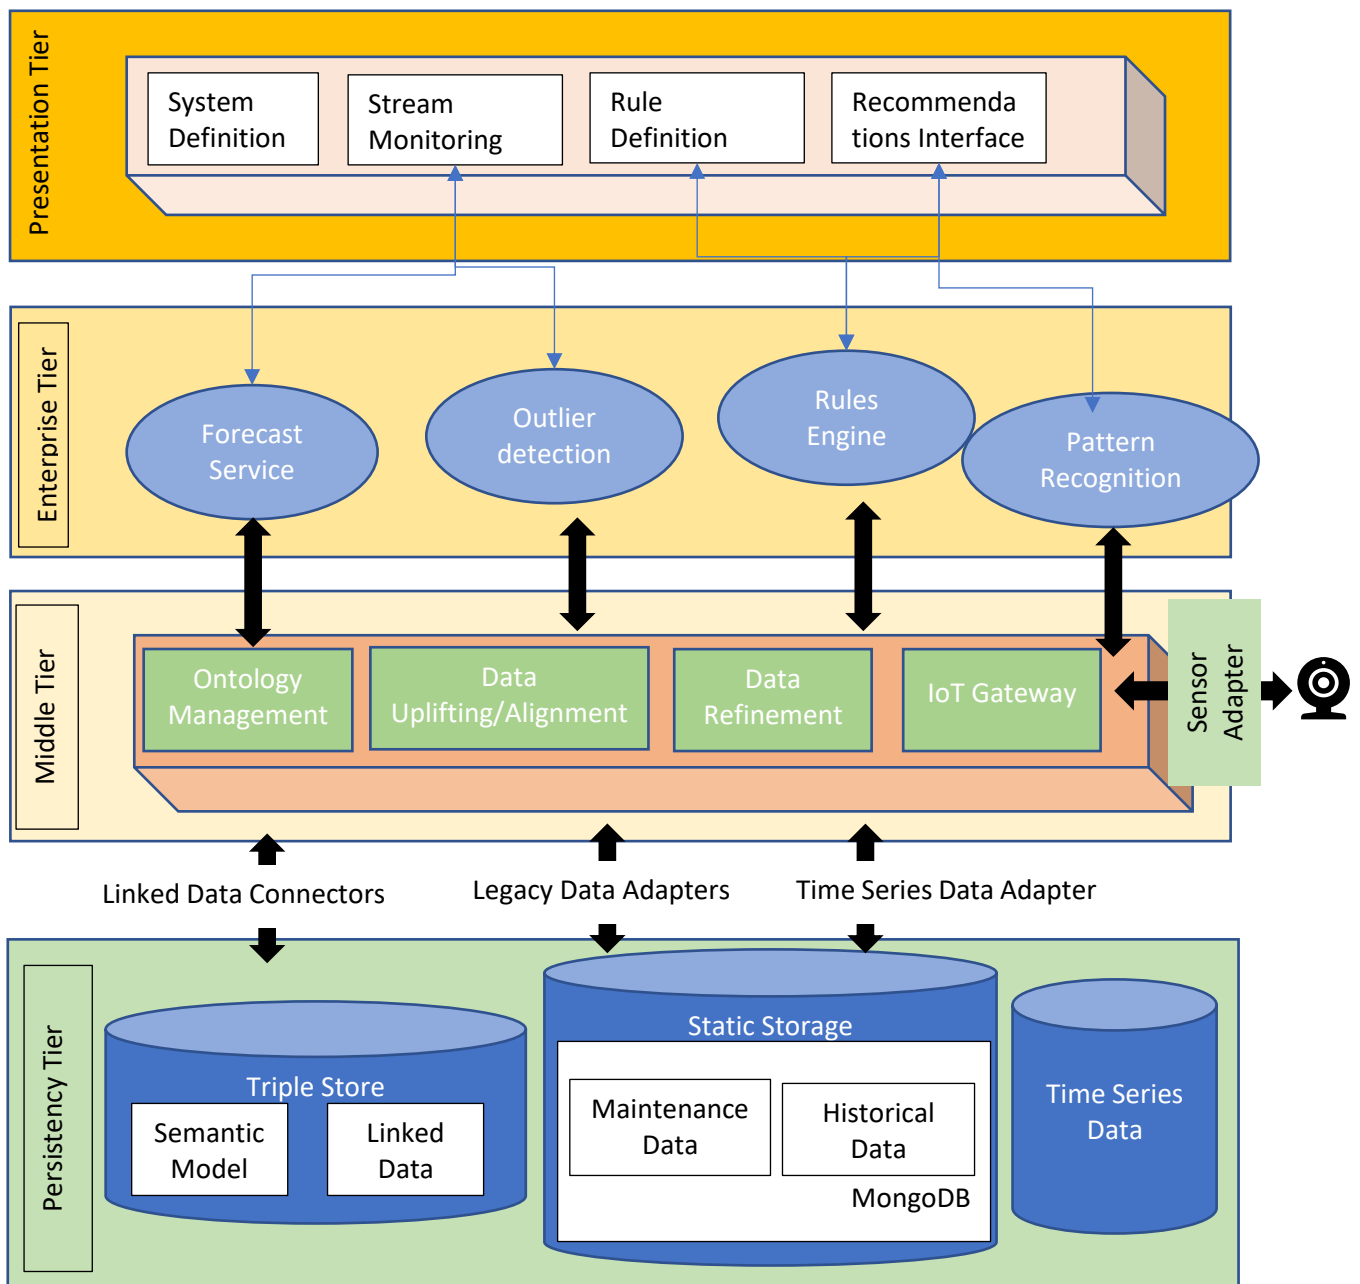 Presentation Tier
System
Definition
Stream
Monitoring
Rule
Definition
Recommenda
tions Interface
Enterprise Tier
Forecast
Service
Outlier
detection
Rules
Engine
Pattern
Recognition
Middle Tier
Ontology
Management
Data
Uplifting/Alignment
Data
Refinement
IoT Gateway
Sensor
Adapter
Linked Data Connectors
Legacy Data Adapters
Time Series Data Adapter
Persistency Tier
Triple Store
Semantic
Model
Linked
Data
Static Storage
Maintenance
Data
Historical
Data
MongoDB
Time Series
Data